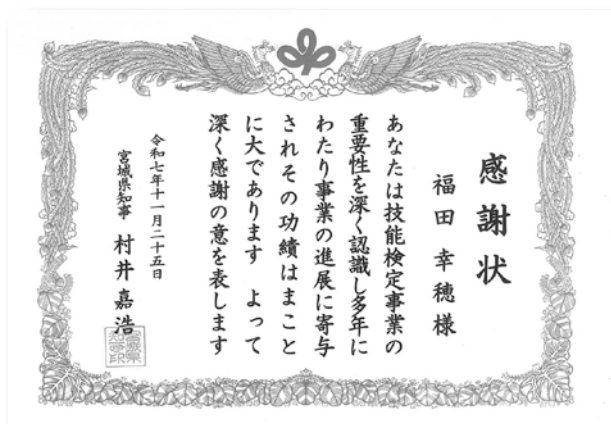 感謝状
福田 幸穂様
あなたは技能検定事業の
重要性を深く認識し多年に
わたり事業の進展に寄与
されその功績はまこと
に大であります　よって
深く感謝の意を表します
令和七年十一月二十五日
宮城県知事 村井嘉浩